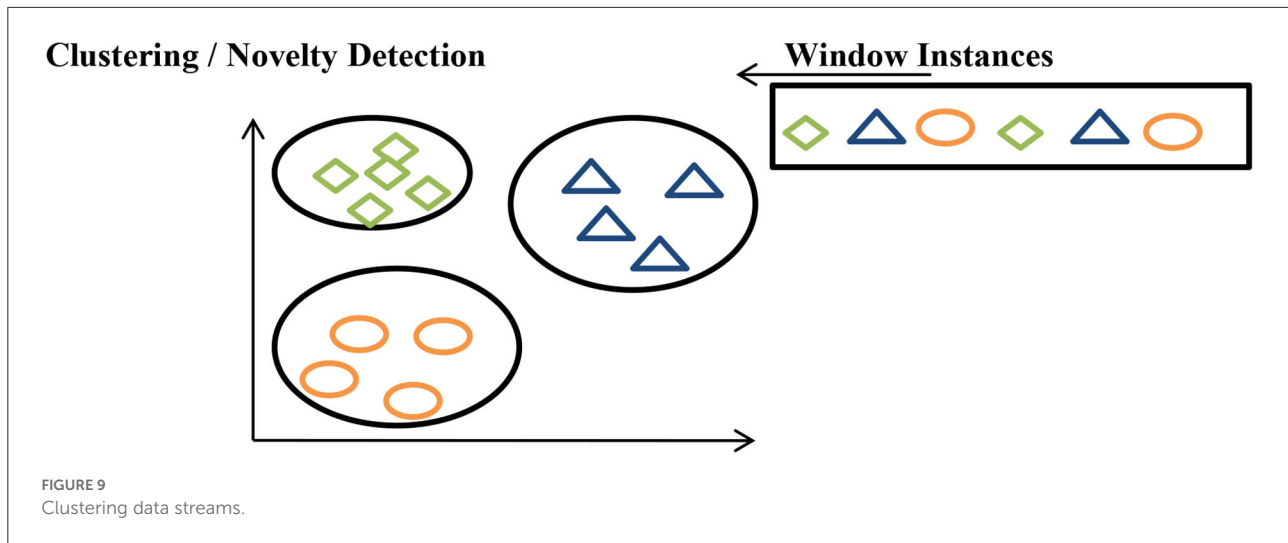 Clustering / Novelty Detection
Window Instances
FIGURE 9
Clustering data streams.